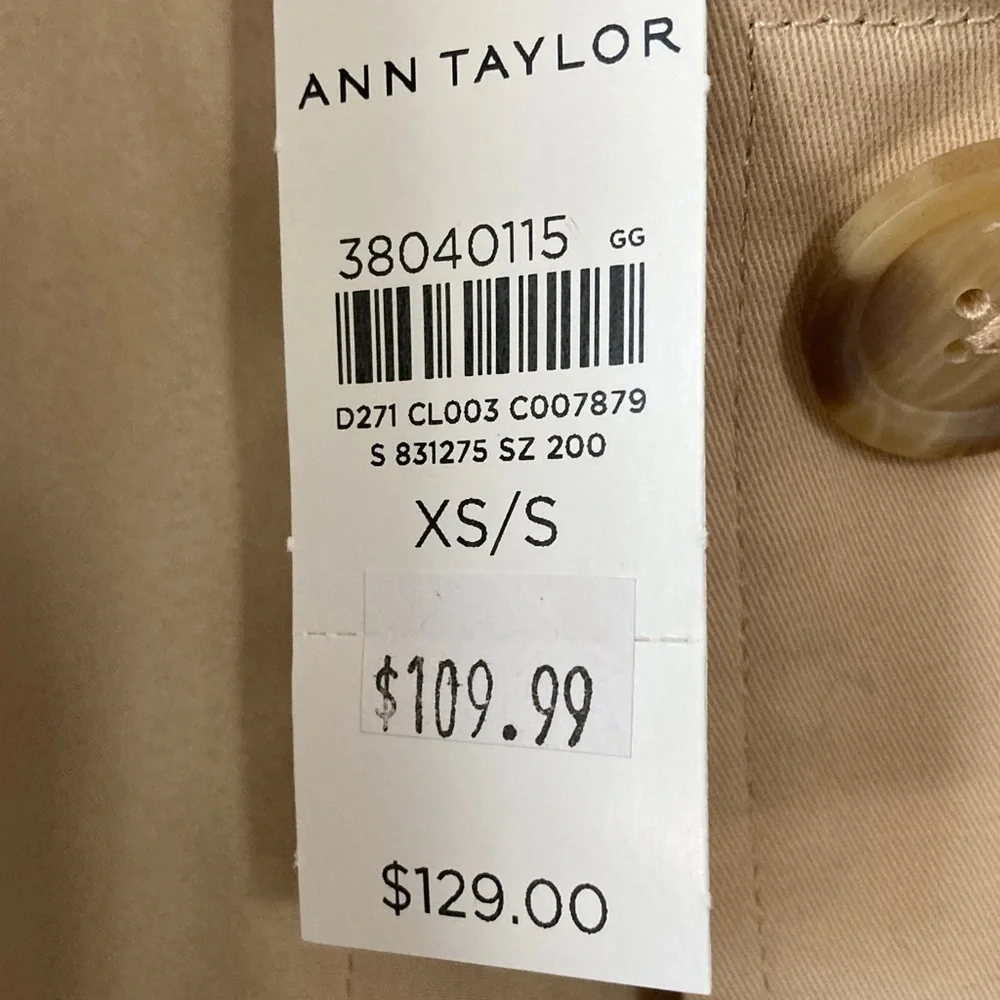 ANN TAYLOR
38040115 GG
D271 CL003 C007879
S 831275 SZ 200
XS/S
$109.99
$129.00